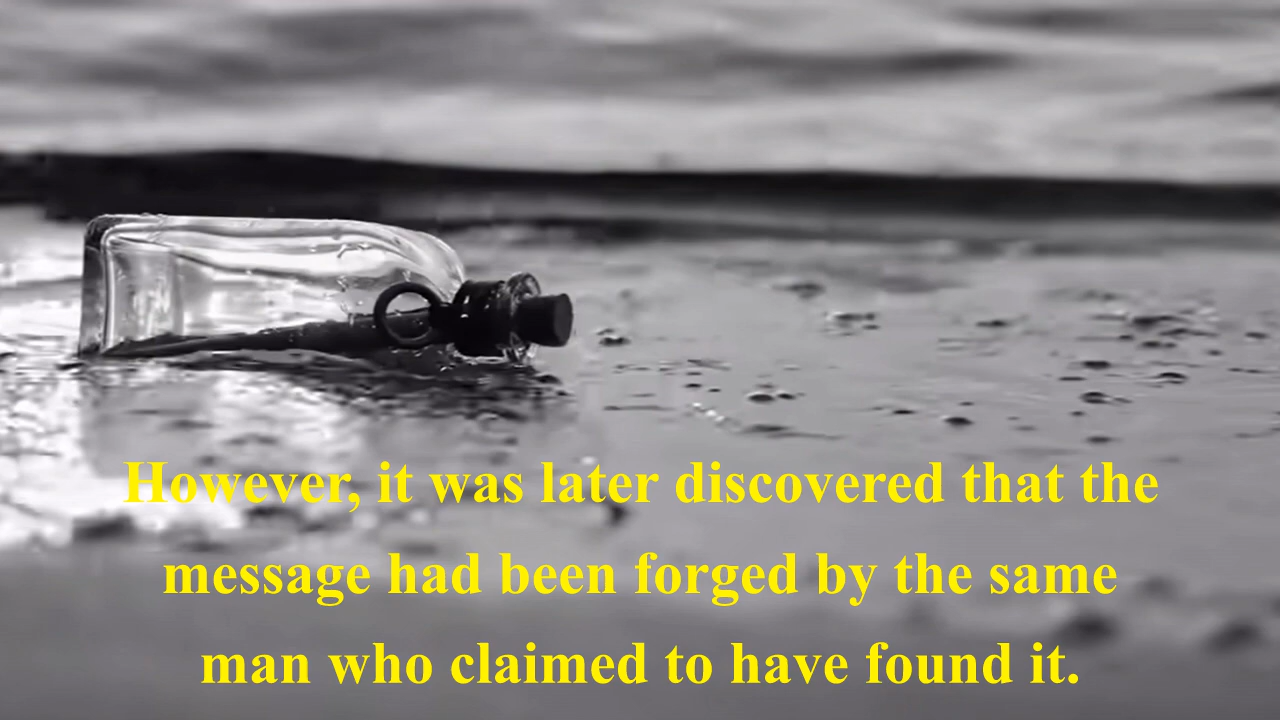 However, it was later discovered that the
message had been forged by the same
man who claimed to have found it.